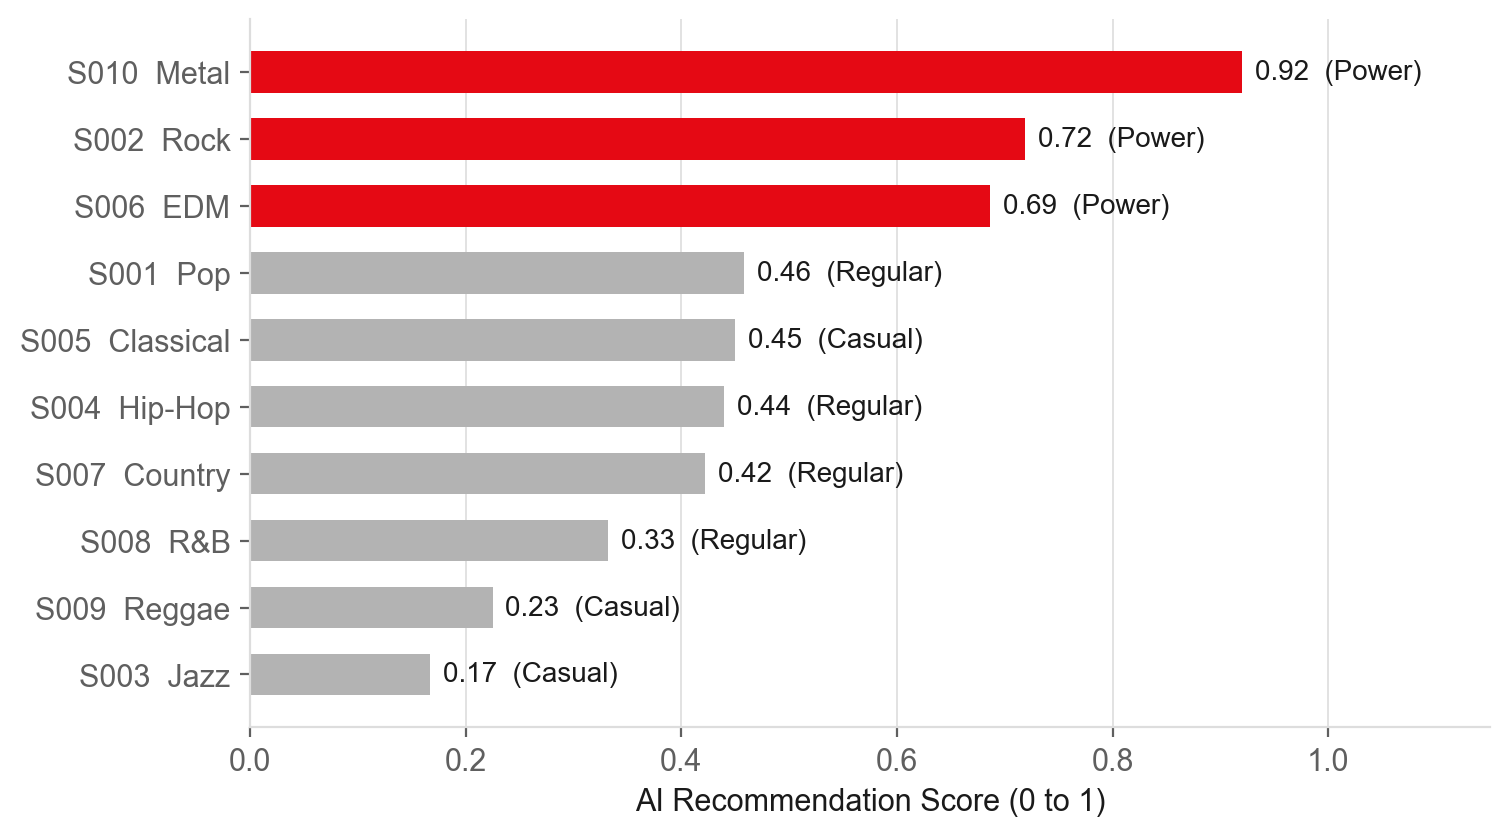 S010 Metal 0.92 (Power)
S002 Rock 0.72 (Power)
S006 EDM 0.69 (Power)
S001 Pop 0.46 (Regular)
S005 Classical 0.45 (Casual)
S004 Hip-Hop 0.44 (Regular)
S007 Country 0.42 (Regular)
S008 R&B 0.33 (Regular)
S009 Reggae 0.23 (Casual)
S003 Jazz 0.17 (Casual)
0.0 0.2 0.4 0.6 0.8 1.0
AI Recommendation Score (0 to 1)